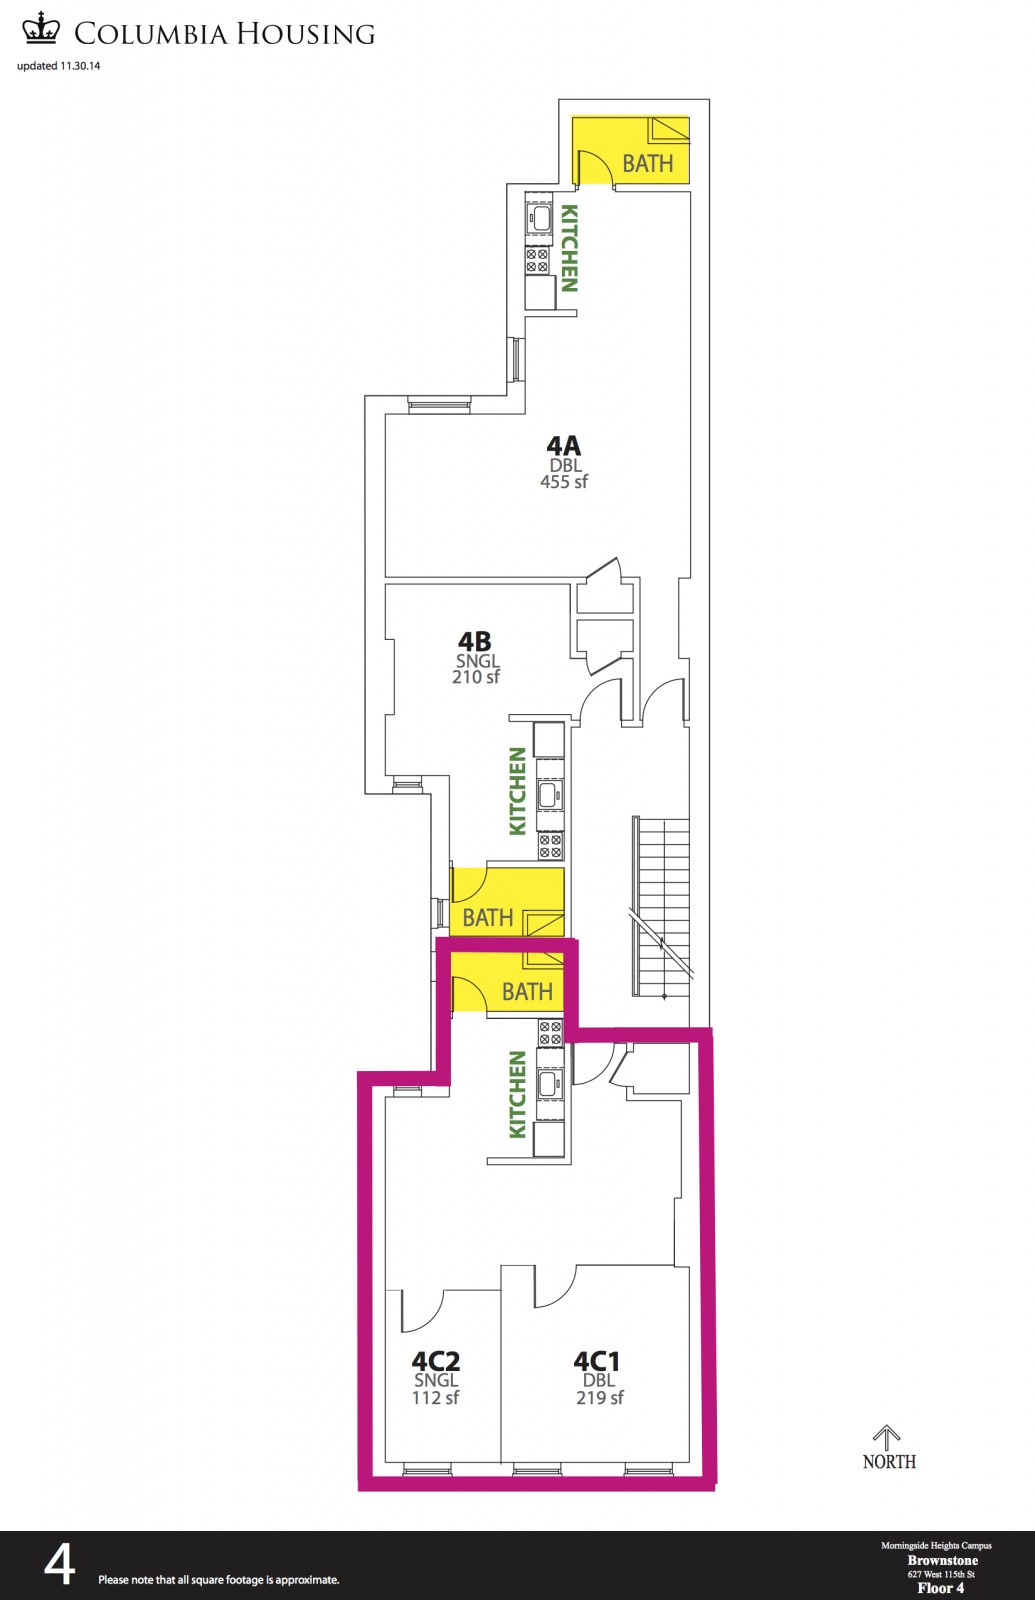 COLUMBIA HOUSING
updated 11.30.14
BATH
KITCHEN
4A
DBL
455 sf
4B
SNGL
210 sf
KITCHEN
BATH
BATH
KITCHEN
4C2
SNGL
112 sf
4C1
DBL
219 sf
NORTH
4
Please note that all square footage is approximate.
Morningside Heights Campus
Brownstone
627 West 115th St
Floor 4